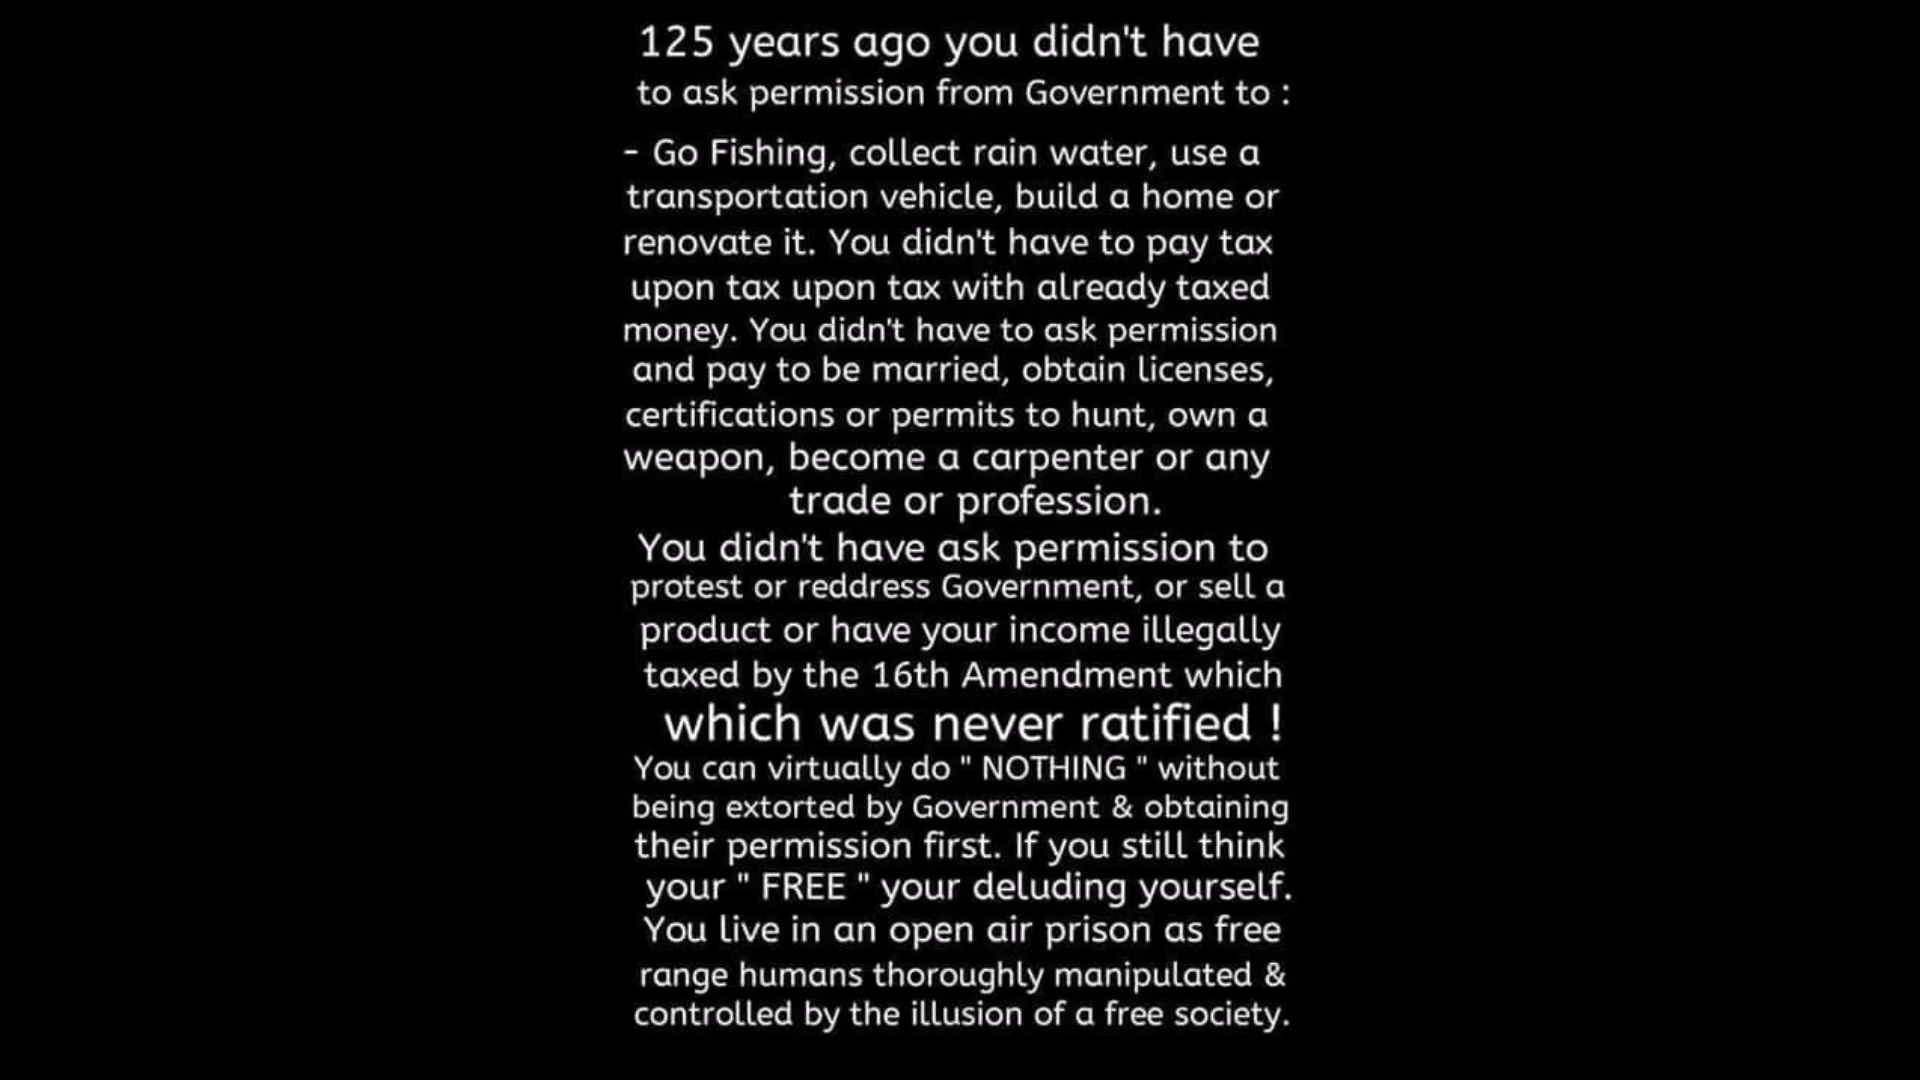 125 years ago you didn't have
to ask permission from Government to :
- Go Fishing, collect rain water, use a
transportation vehicle, build a home or
renovate it. You didn't have to pay tax
upon tax upon tax with already taxed
money. You didn't have to ask permission
and pay to be married, obtain licenses,
certifications or permits to hunt, own a
weapon, become a carpenter or any
trade or profession.
You didn't have ask permission to
protest or reddress Government, or sell a
product or have your income illegally
taxed by the 16th Amendment which
which was never ratified !
You can virtually do " NOTHING " without
being extorted by Government & obtaining
their permission first. If you still think
your " FREE " your deluding yourself.
You live in an open air prison as free
range humans thoroughly manipulated &
controlled by the illusion of a free society.